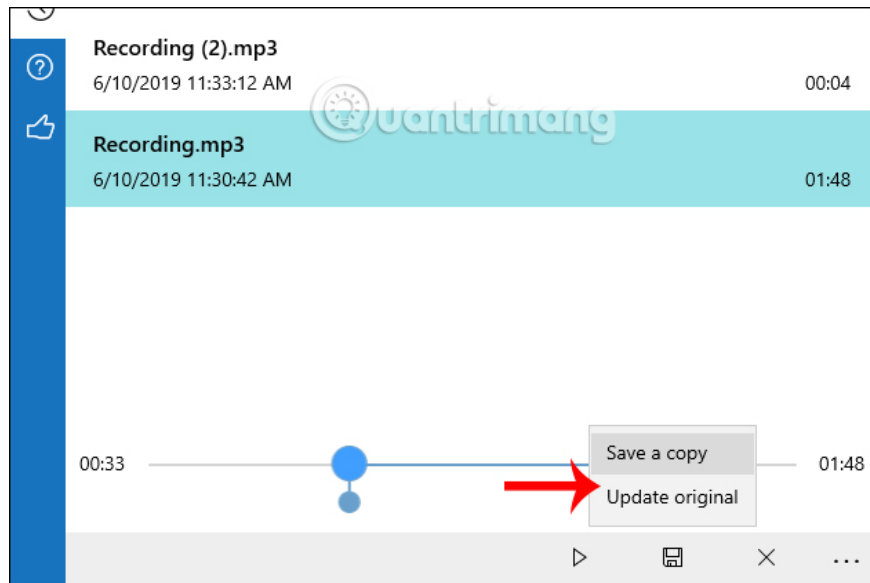 Recording (2).mp3
6/10/2019 11:33:12 AM 00:04
Quantrimang
Recording.mp3
6/10/2019 11:30:42 AM 01:48
Save a copy
00:33 01:48
Update original